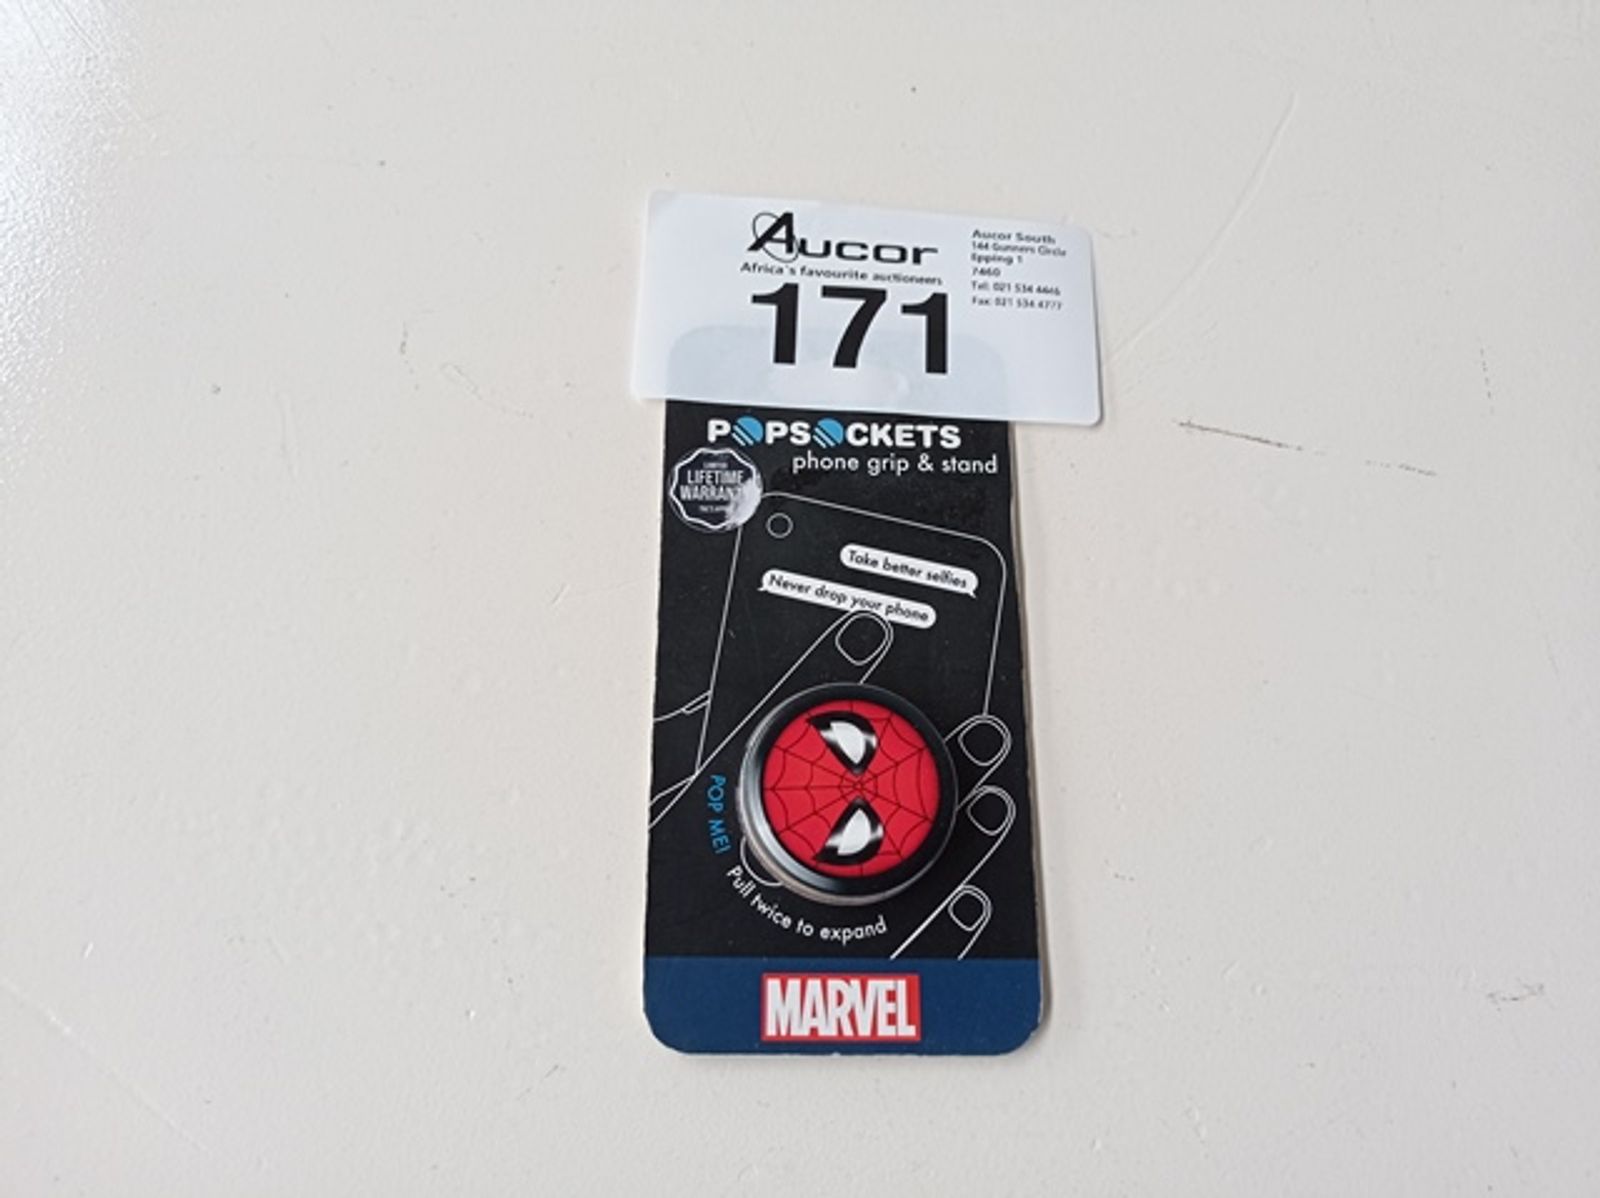 Aucor
Africa's favourite auctioneers
171
Aucor South
144 Gunners Circle
Epping 1
7460
Tel: 021 534 4446
Fax: 021 534 4777
POPSOCKETS
phone grip & stand
LIFETIME
WARRANTY
Take better selfies
Never drop your phone
POP ME!
Pull twice to expand
MARVEL